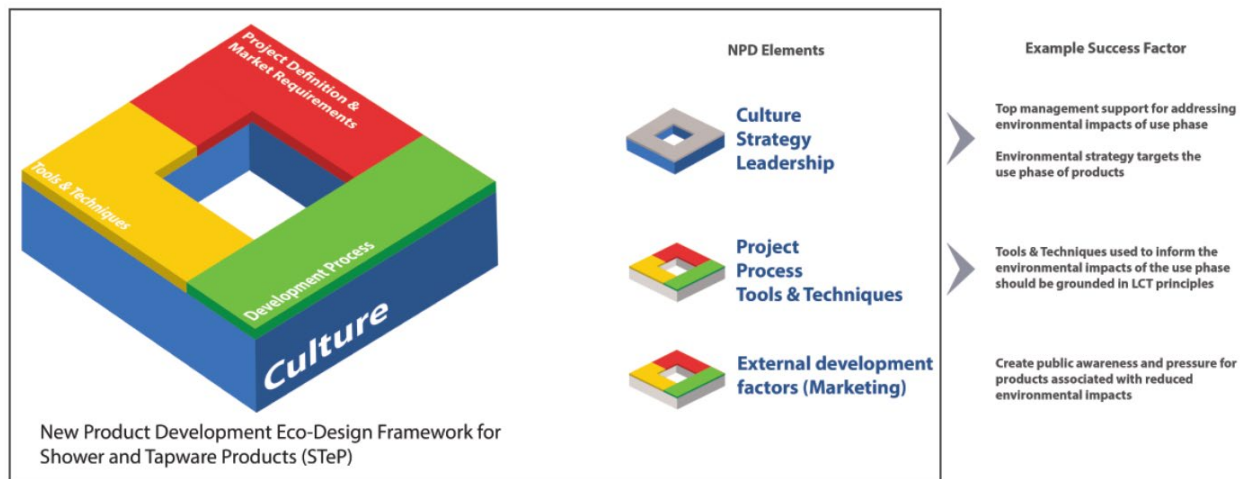 Project Definition &
Market Requirements
Tools & Techniques
Development Process
Culture
New Product Development Eco-Design Framework for
Shower and Tapware Products (STeP)
NPD Elements
Culture
Strategy
Leadership
Project
Process
Tools & Techniques
External development
factors (Marketing)
Example Success Factor
Top management support for addressing
environmental impacts of use phase
Environmental strategy targets the
use phase of products
Tools & Techniques used to inform the
environmental impacts of the use phase
should be grounded in LCT principles
Create public awareness and pressure for
products associated with reduced
environmental impacts